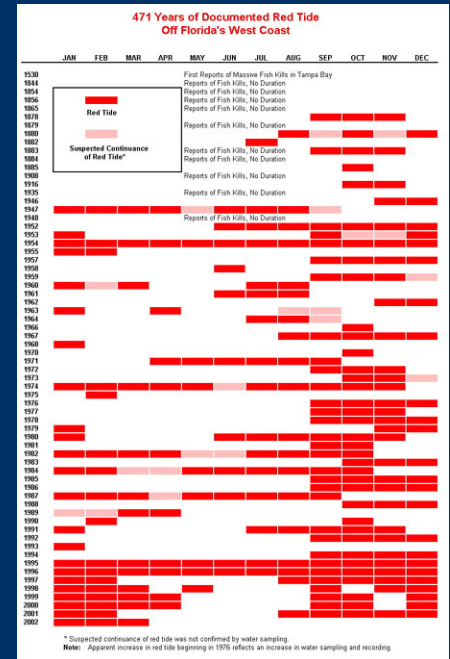 471 Years of Documented Red Tide
Off Florida's West Coast
JAN FEB MAR APR MAY JUN JUL AUG SEP OCT NOV DEC
1530 First Reports of Massive Fish Kills in Tampa Bay
1844 Reports of Fish Kills, No Duration
1854 Reports of Fish Kills, No Duration
1856 Reports of Fish Kills, No Duration
1865 Reports of Fish Kills, No Duration
Red Tide
1878
1879 Reports of Fish Kills, No Duration
1880
1882
Suspected Continuance
of Red Tide*
1883 Reports of Fish Kills, No Duration
1884 Reports of Fish Kills, No Duration
1885
1908 Reports of Fish Kills, No Duration
1916
1935 Reports of Fish Kills, No Duration
1946
1947
1948 Reports of Fish Kills, No Duration
1952
1953
1954
1955
1957
1958
1959
1960
1961
1962
1963
1964
1966
1967
1968
1970
1971
1972
1973
1974
1975
1976
1977
1978
1979
1980
1981
1982
1983
1984
1985
1986
1987
1988
1989
1990
1991
1992
1993
1994
1995
1996
1997
1998
1999
2000
2001
2002
* Suspected continuance of red tide was not confirmed by water sampling.
Note: Apparent increase in red tide beginning in 1976 reflects an increase in water sampling and recording.